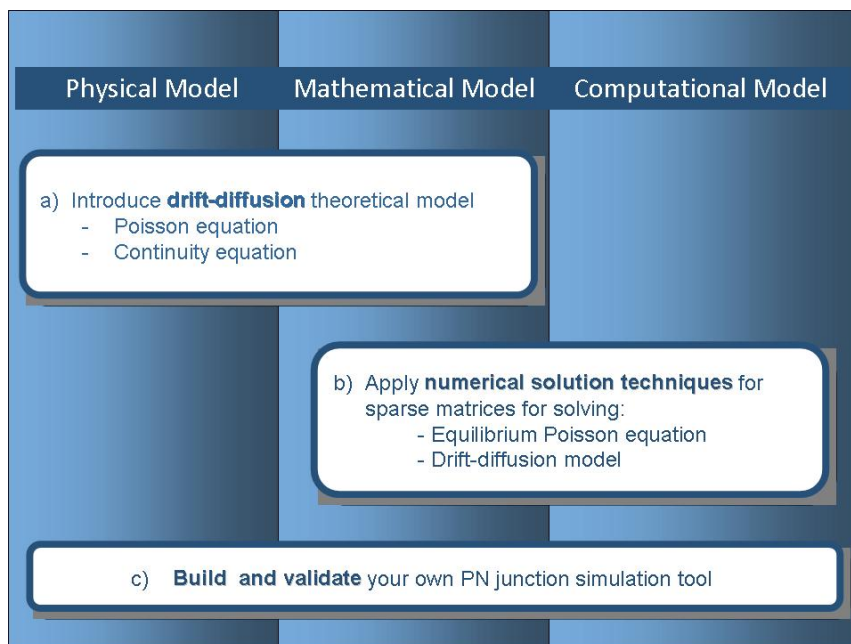 Physical Model Mathematical Model Computational Model
a) Introduce drift-diffusion theoretical model
- Poisson equation
- Continuity equation
b) Apply numerical solution techniques for
sparse matrices for solving:
- Equilibrium Poisson equation
- Drift-diffusion model
c) Build and validate your own PN junction simulation tool